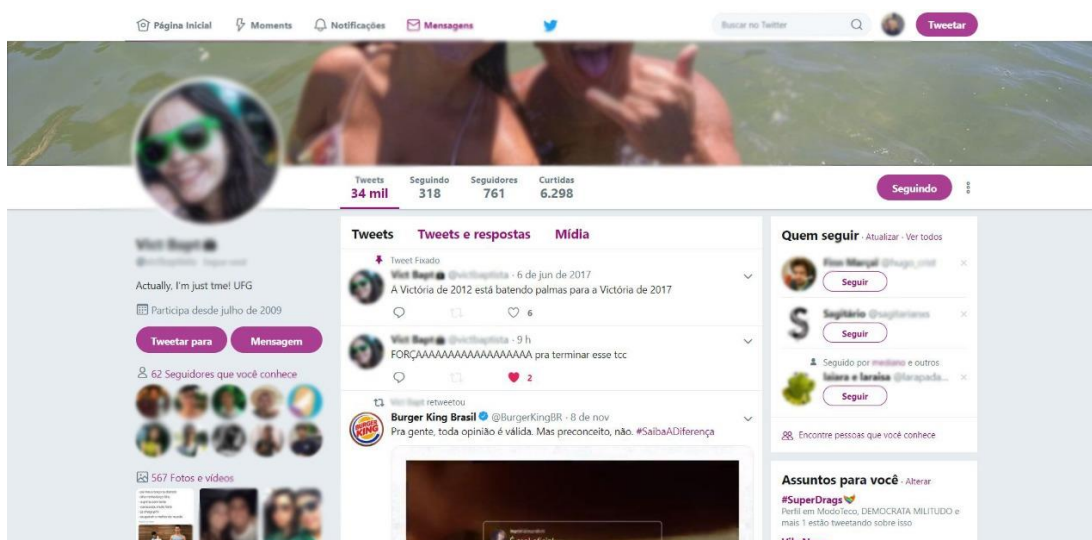 Página Inicial Moments Notificações Mensagens Buscar no Twitter Tweetar
Tweets Seguindo Seguidores Curtidas
34 mil 318 761 6.298 Seguindo
Actually, I'm just tme! UFG
Participa desde julho de 2009
Tweetar para Mensagem
62 Seguidores que você conhece
567 Fotos e vídeos
Tweets Tweets e respostas Mídia
Tweet Fixado
6 de jun de 2017
A Victória de 2012 está batendo palmas para a Victória de 2017
6
9 h
FORÇAAAAAAAAAAAAAAAAAA pra terminar esse tcc
2
retweetou
BURGER KING
Burger King Brasil @BurgerKingBR · 8 de nov
Pra gente, toda opinião é válida. Mas preconceito, não. #SaibaADiferença
Quem seguir · Atualizar · Ver todos
Seguir
Seguir
Seguido por e outros
Seguir
Encontre pessoas que você conhece
Assuntos para você · Alterar
#SuperDrags
Perfil em ModoTeco, DEMOCRATA MILITUDO e
mais 1 estão tweetando sobre isso